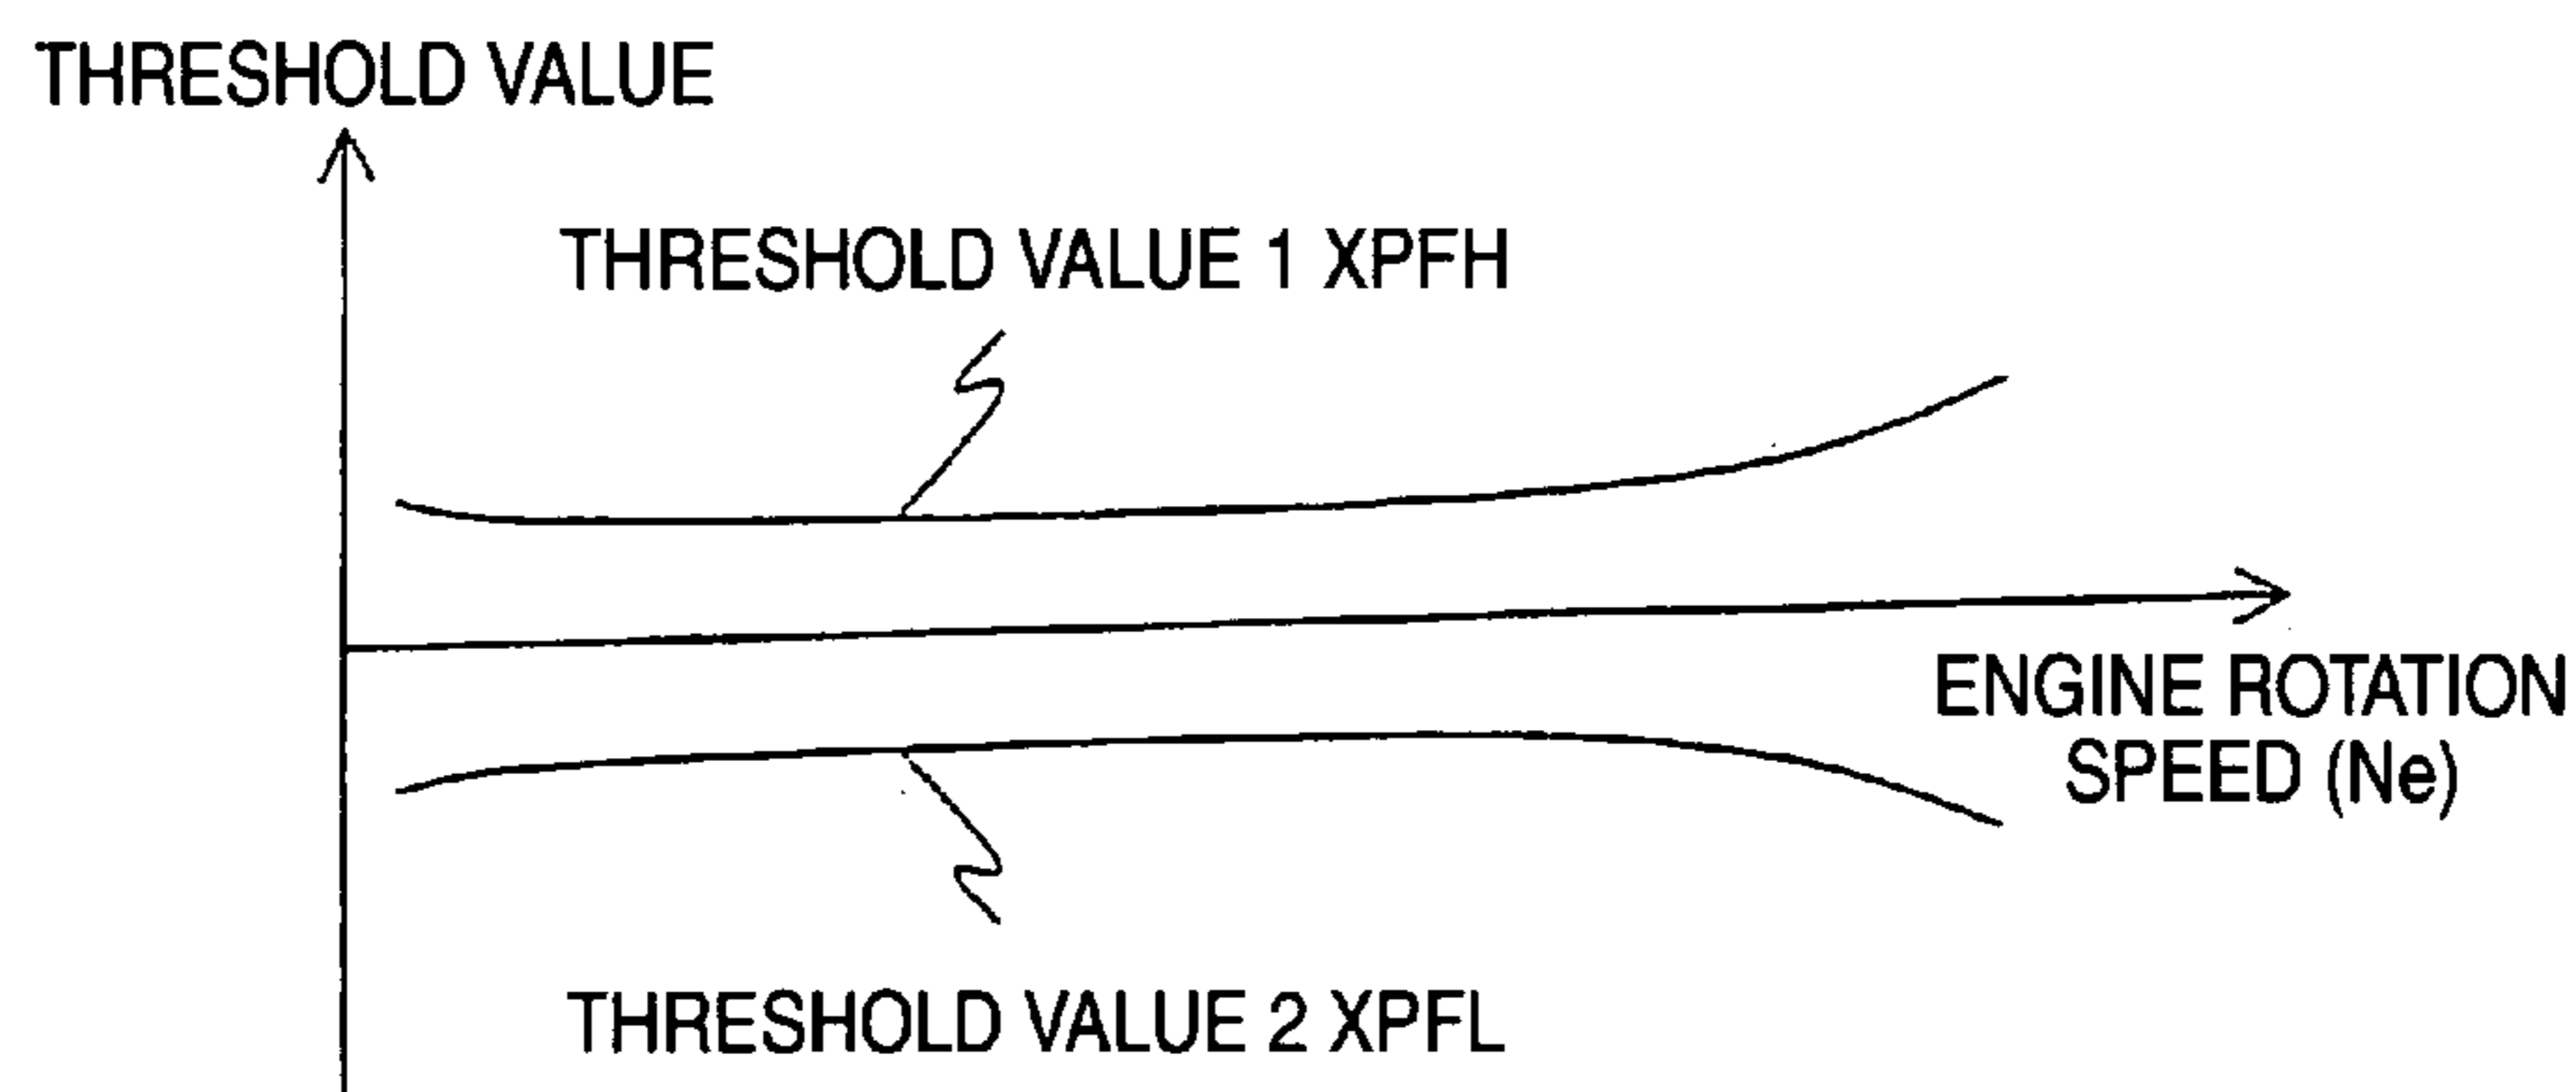 THRESHOLD VALUE
THRESHOLD VALUE 1 XPFH
ENGINE ROTATION
SPEED (Ne)
THRESHOLD VALUE 2 XPFL